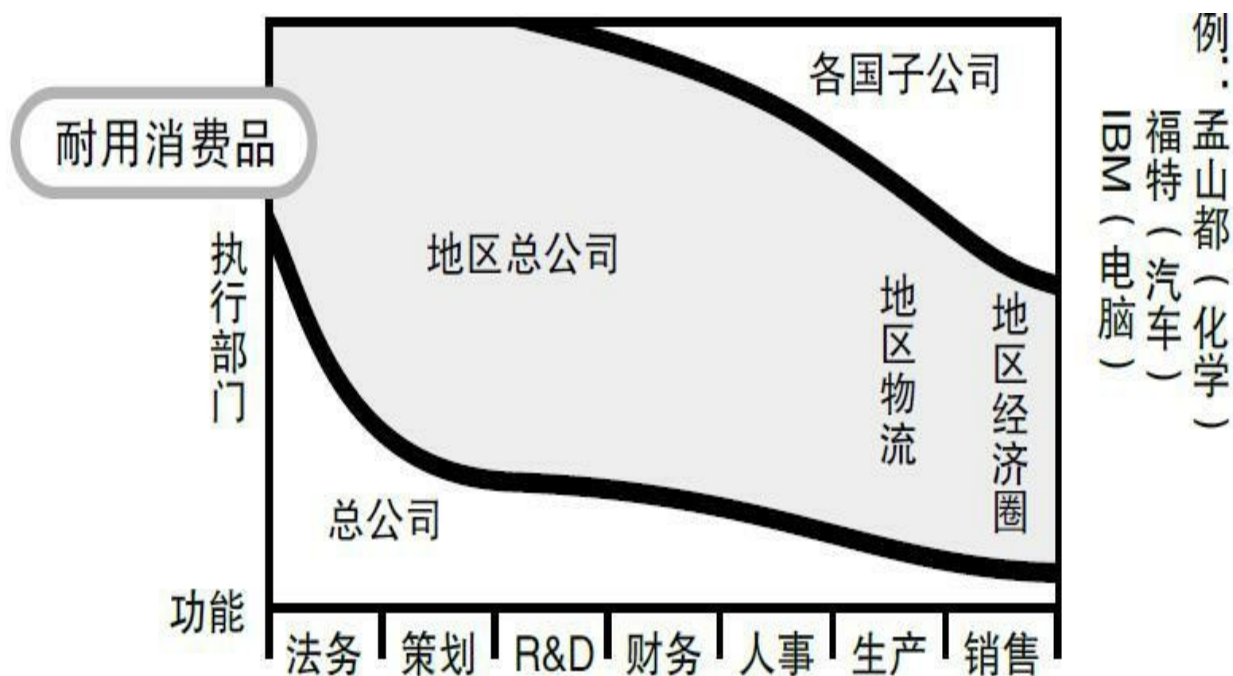 各国子公司
耐用消费品
执行部门
地区总公司
地区物流
地区经济圈
总公司
功能
法务
策划
R&D
财务
人事
生产
销售
例：孟山都（化学）
福特（汽车）
IBM（电脑）